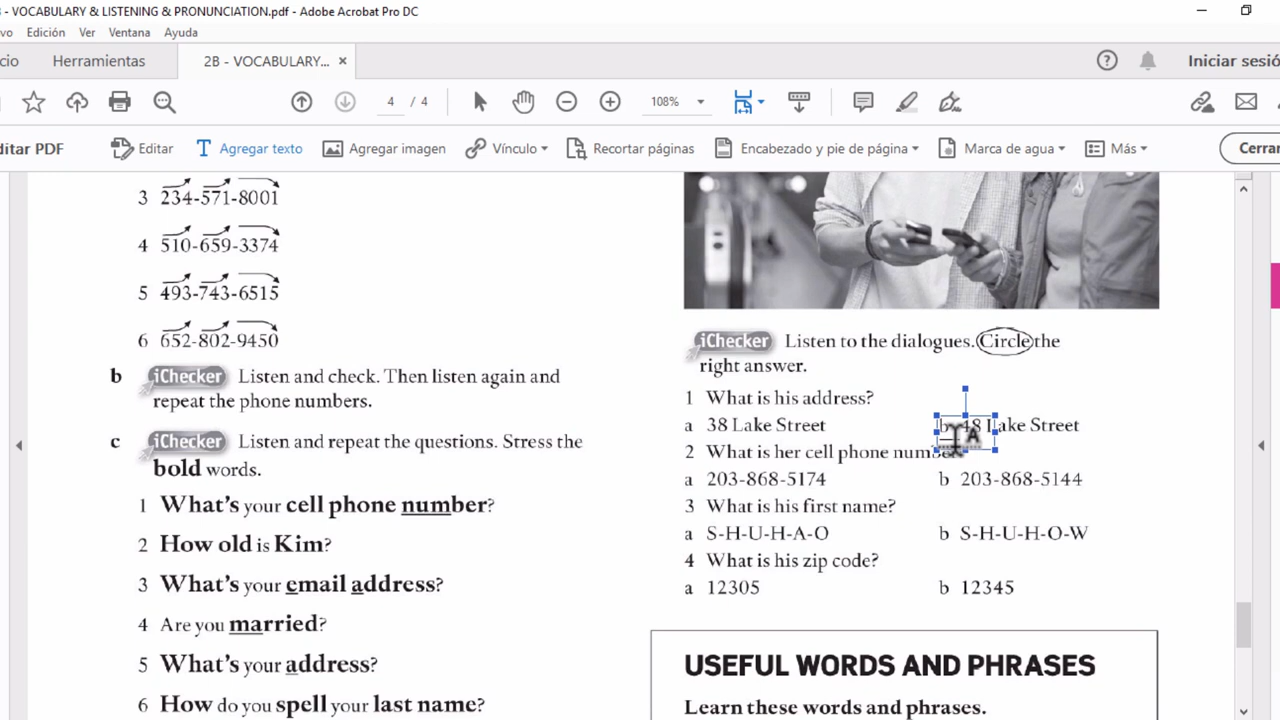 - VOCABULARY & LISTENING & PRONUNCIATION.pdf - Adobe Acrobat Pro DC
vo Edición Ver Ventana Ayuda
cio Herramientas 2B - VOCABULARY... × Iniciar sesió
4 / 4 108%
ditar PDF Editar Agregar texto Agregar imagen Vínculo Recortar páginas Encabezado y pie de página Marca de agua Más Cerrar
3 234-571-8001
4 510-659-3374
5 493-743-6515
6 652-802-9450
b iChecker Listen and check. Then listen again and
repeat the phone numbers.
c iChecker Listen and repeat the questions. Stress the
bold words.
1 What's your cell phone number?
2 How old is Kim?
3 What's your email address?
4 Are you married?
5 What's your address?
6 How do you spell your last name?
iChecker Listen to the dialogues. Circle the
right answer.
1 What is his address?
a 38 Lake Street b 48 Lake Street
A
2 What is her cell phone number
a 203-868-5174 b 203-868-5144
3 What is his first name?
a S-H-U-H-A-O b S-H-U-H-O-W
4 What is his zip code?
a 12305 b 12345
USEFUL WORDS AND PHRASES
Learn these words and phrases.